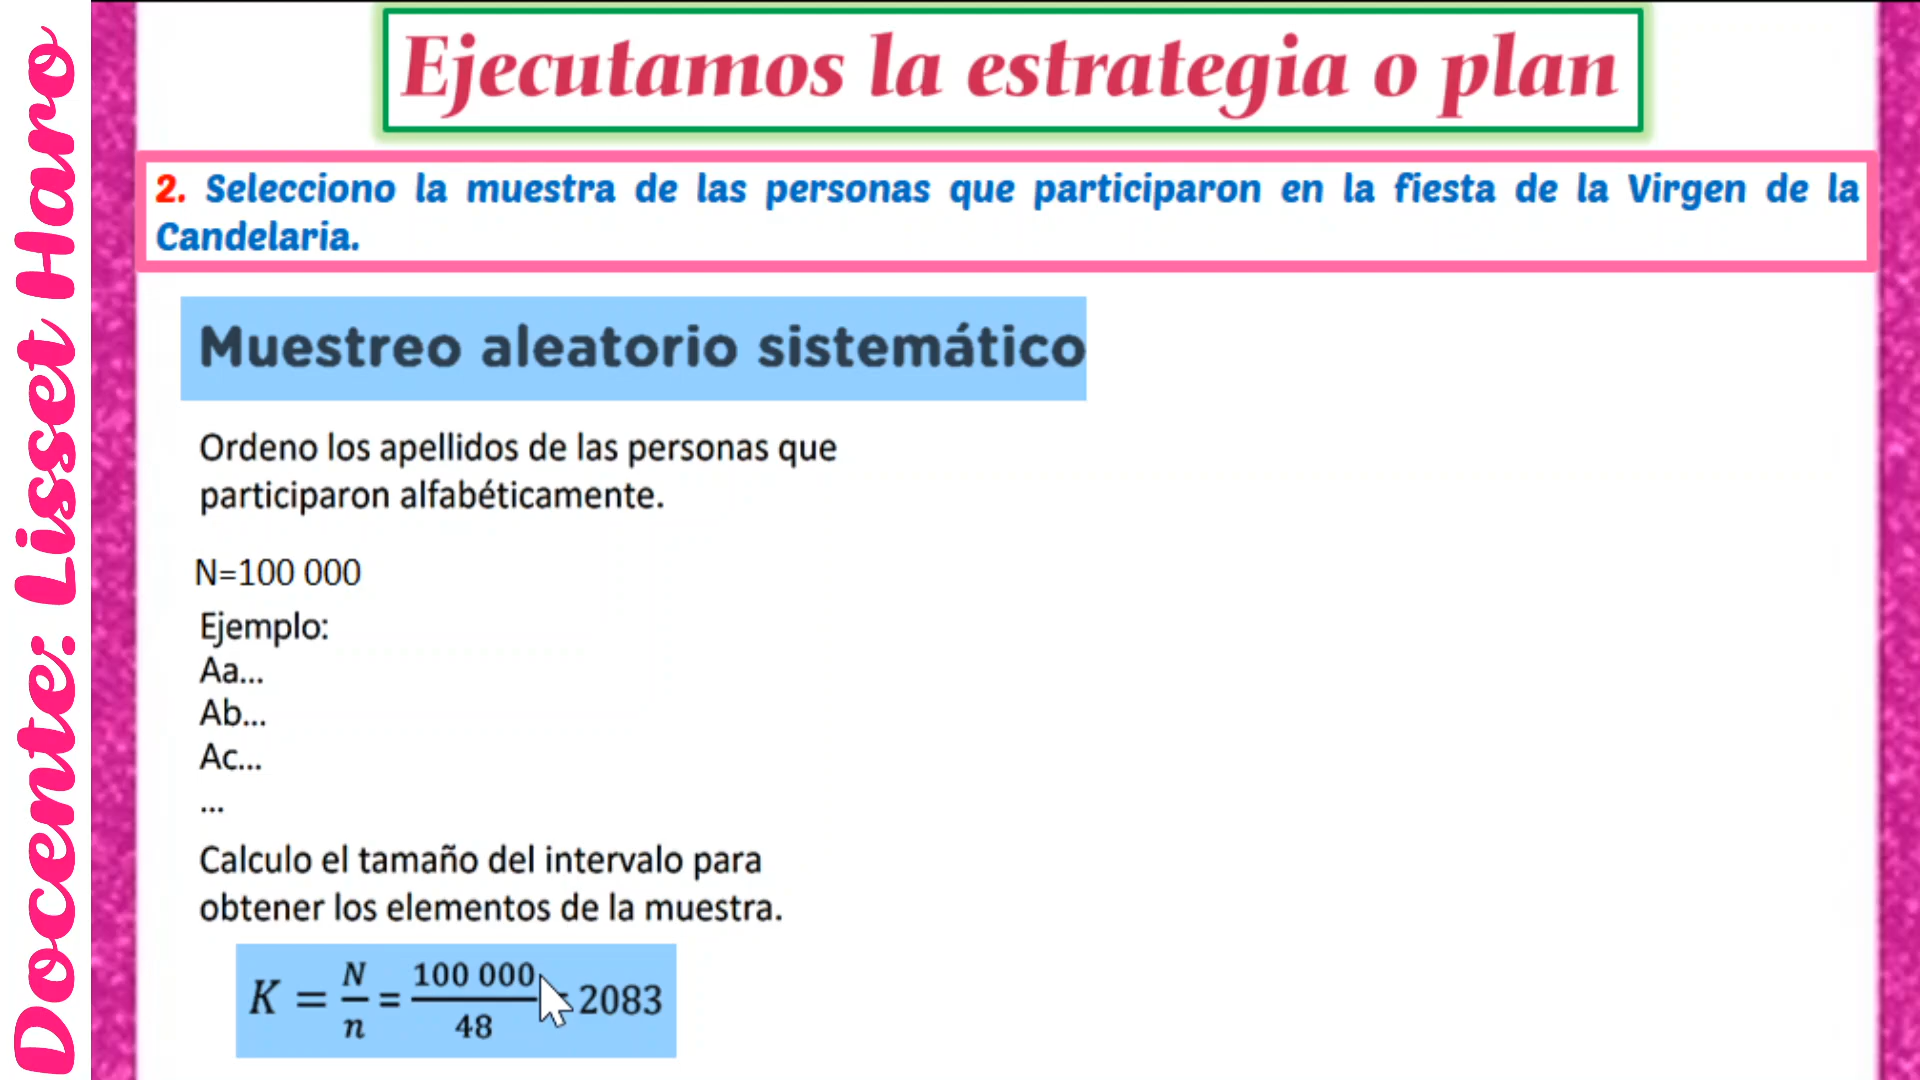 Docente: Lisset Haro
Ejecutamos la estrategia o plan
2. Selecciono la muestra de las personas que participaron en la fiesta de la Virgen de la
Candelaria.
Muestreo aleatorio sistemático
Ordeno los apellidos de las personas que
participaron alfabéticamente.
N=100 000
Ejemplo:
Aa...
Ab...
Ac...
...
Calculo el tamaño del intervalo para
obtener los elementos de la muestra.
K = N/n = 100 000/48 = 2083